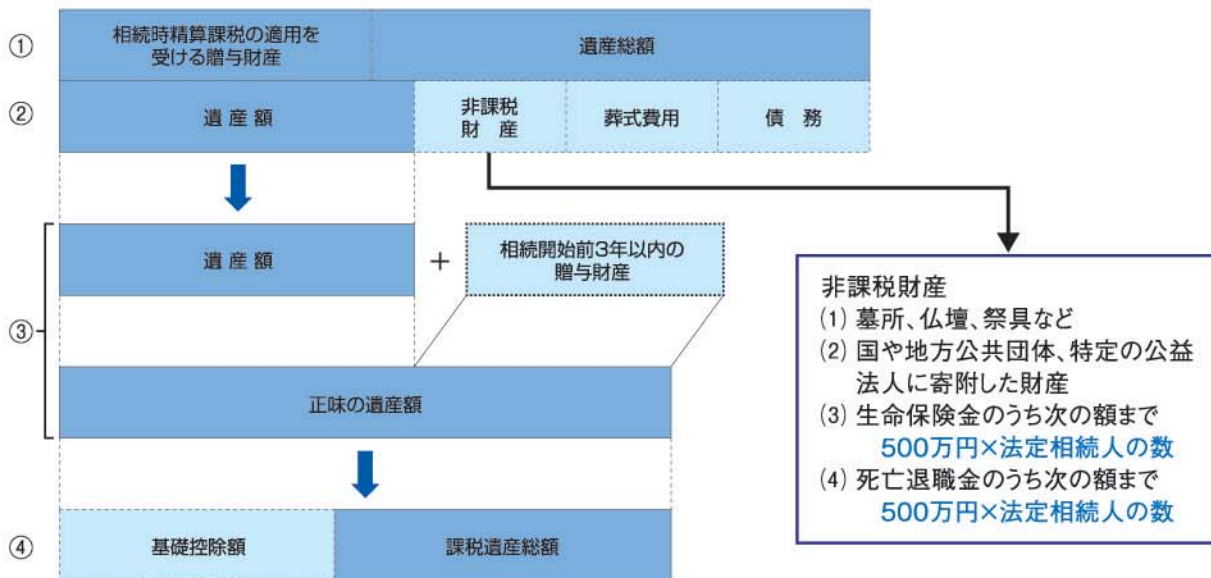 ①
相続時精算課税の適用を
受ける贈与財産
遺産総額
②
遺 産 額
非課税
財　産
葬式費用
債　務
③
遺 産 額
＋
相続開始前3年以内の
贈与財産
正味の遺産額
④
基礎控除額
課税遺産総額
非課税財産
⑴ 墓所、仏壇、祭具など
⑵ 国や地方公共団体、特定の公益
法人に寄附した財産
⑶ 生命保険金のうち次の額まで
500万円×法定相続人の数
⑷ 死亡退職金のうち次の額まで
500万円×法定相続人の数